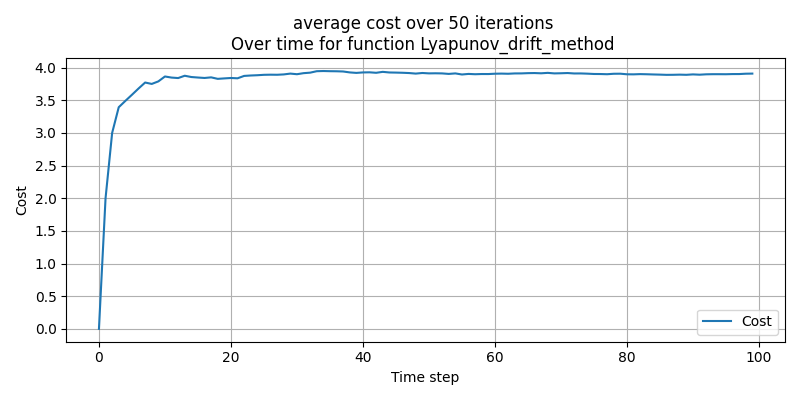 average cost over 50 iterations
Over time for function Lyapunov_drift_method
4.0
3.5
3.0
2.5
2.0
1.5
1.0
0.5
0.0
Cost
Cost
0 20 40 60 80 100
Time step